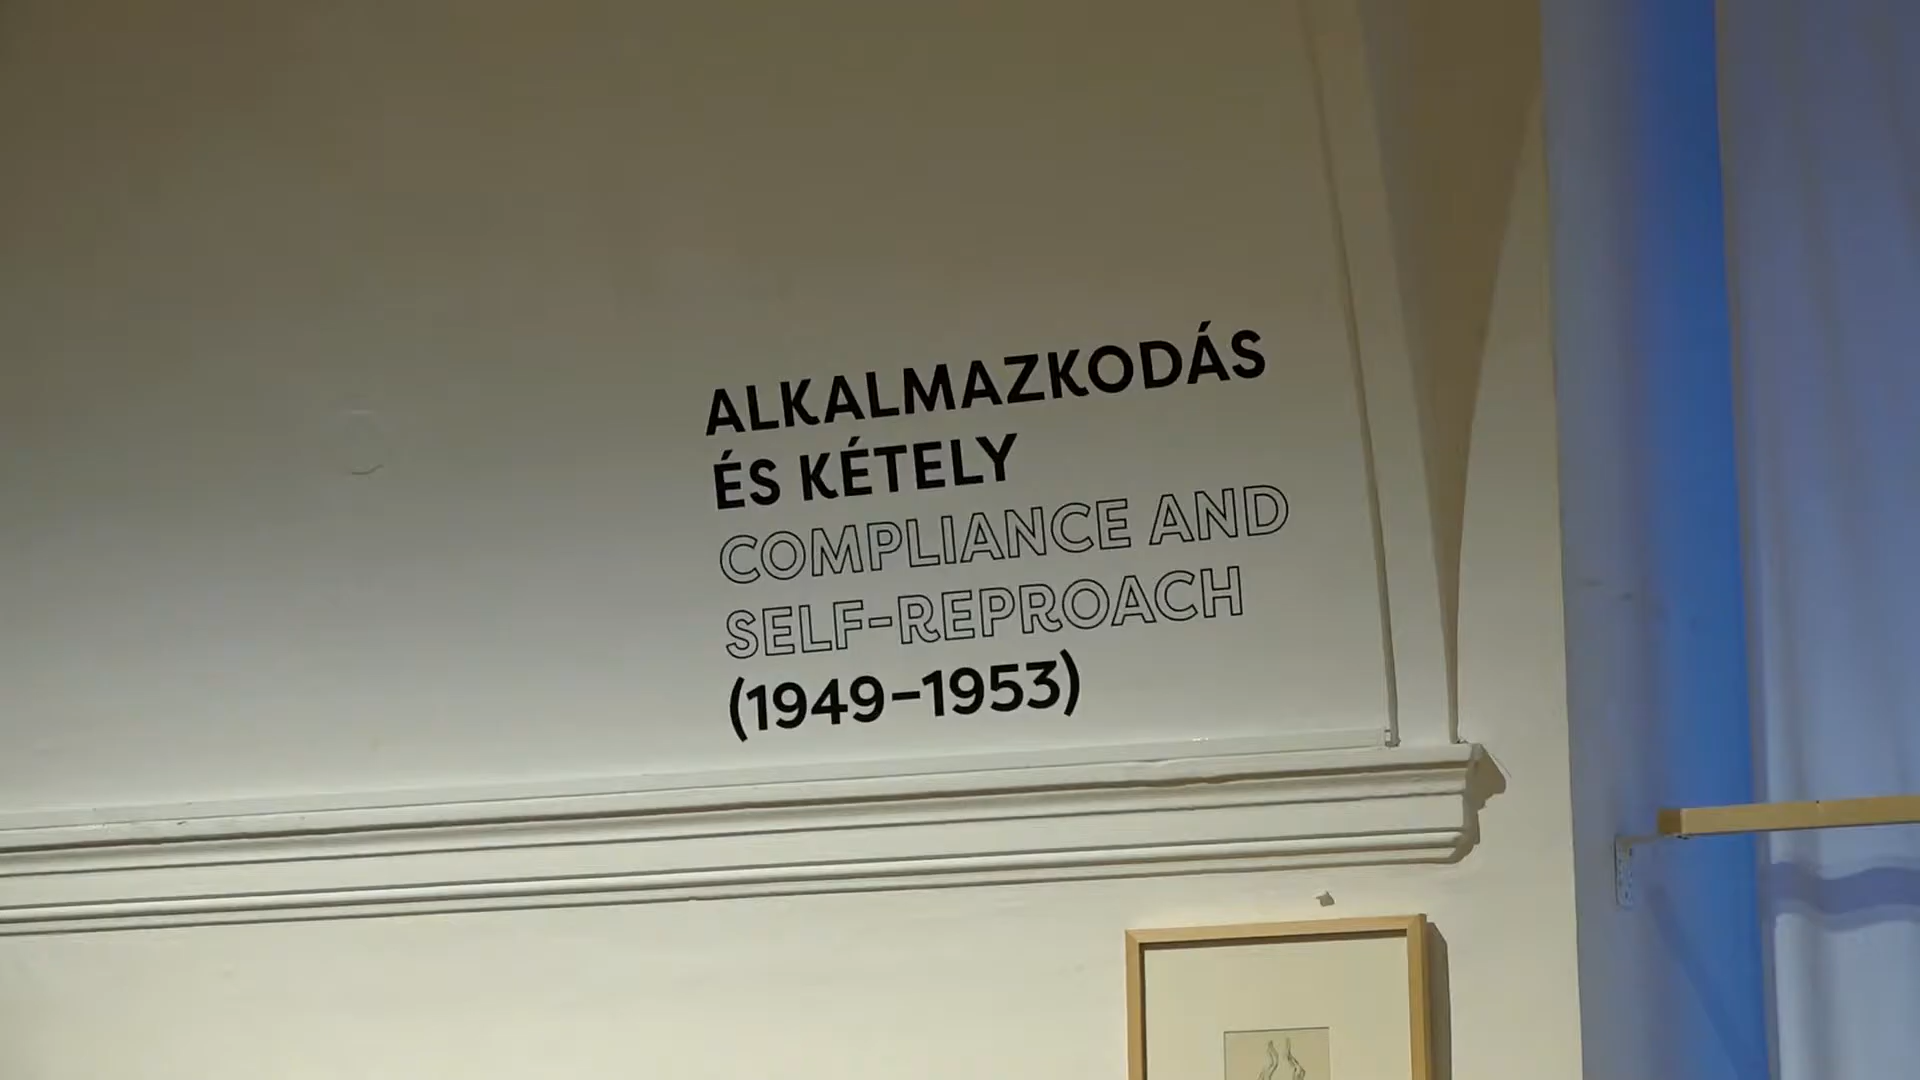 ALKALMAZKODÁS
ÉS KÉTELY
COMPLIANCE AND
SELF-REPROACH
(1949–1953)